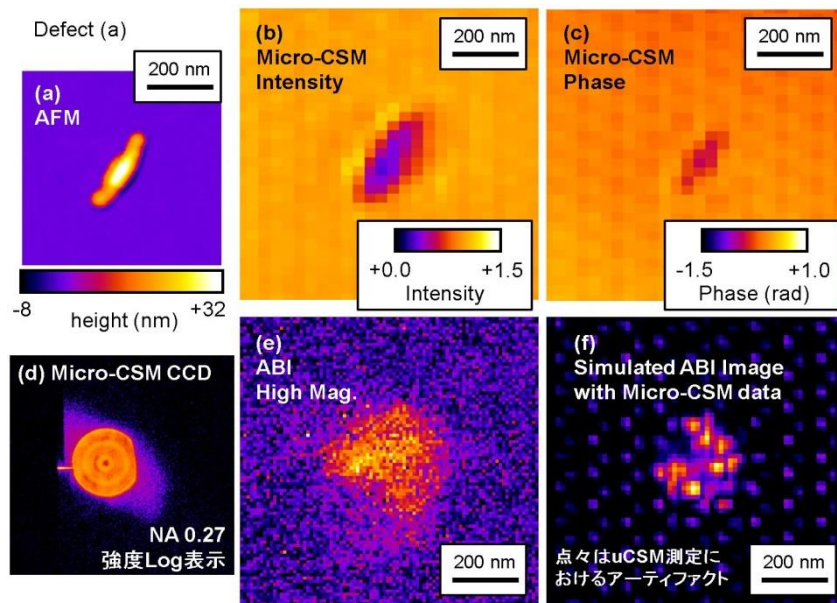 Defect (a)
200 nm
(a)
AFM
-8
+32
height (nm)
(b)
Micro-CSM
Intensity
200 nm
+0.0
+1.5
Intensity
(c)
Micro-CSM
Phase
200 nm
-1.5
+1.0
Phase (rad)
(d) Micro-CSM CCD
NA 0.27
強度Log表示
(e)
ABI
High Mag.
200 nm
(f)
Simulated ABI Image
with Micro-CSM data
点々はuCSM測定に
おけるアーティファクト
200 nm